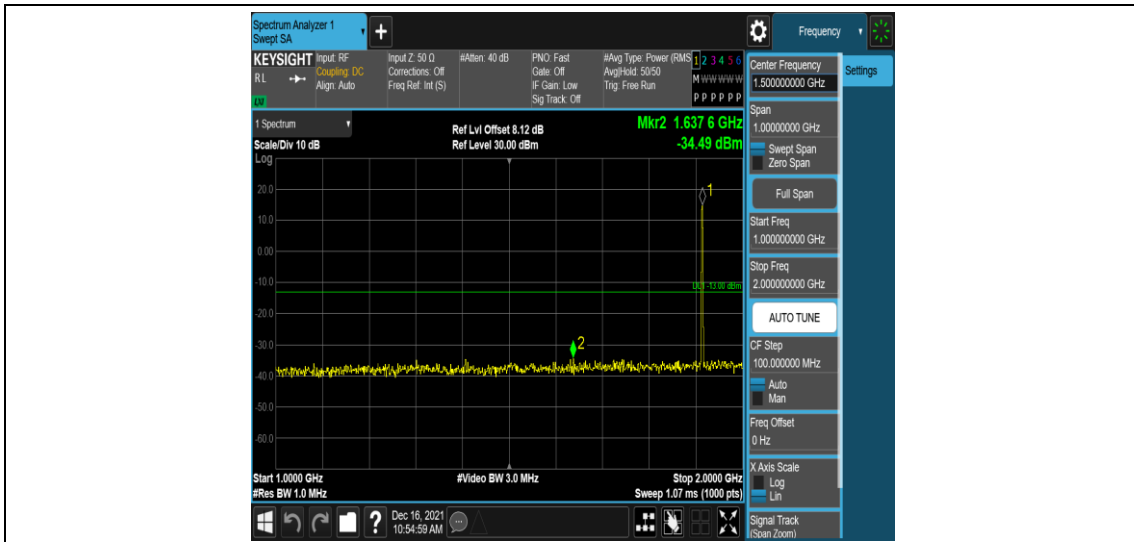 Spectrum Analyzer 1
Swept SA
+
Frequency
KEYSIGHT
RL
LXI
Input: RF
Coupling: DC
Align: Auto
Input Z: 50 Ω
Corrections: Off
Freq Ref: Int (S)
#Atten: 40 dB
PNO: Fast
Gate: Off
IF Gain: Low
Sig Track: Off
#Avg Type: Power (RMS
Avg|Hold: 50/50
Trig: Free Run
1 2 3 4 5 6
M W W W W W
P P P P P P
Center Frequency
1.500000000 GHz
Settings
Span
1.00000000 GHz
Swept Span
Zero Span
Full Span
Start Freq
1.000000000 GHz
Stop Freq
2.000000000 GHz
AUTO TUNE
CF Step
100.000000 MHz
Auto
Man
Freq Offset
0 Hz
X Axis Scale
Log
Lin
Signal Track
(Span Zoom)
1 Spectrum
Scale/Div 10 dB
Log
Ref Lvl Offset 8.12 dB
Ref Level 30.00 dBm
Mkr2 1.637 6 GHz
-34.49 dBm
20.0
10.0
0.00
-10.0
-20.0
-30.0
-40.0
-50.0
-60.0
1
DL1 -13.00 dBm
2
Start 1.0000 GHz
#Res BW 1.0 MHz
#Video BW 3.0 MHz
Stop 2.0000 GHz
Sweep 1.07 ms (1000 pts)
?
Dec 16, 2021
10:54:59 AM